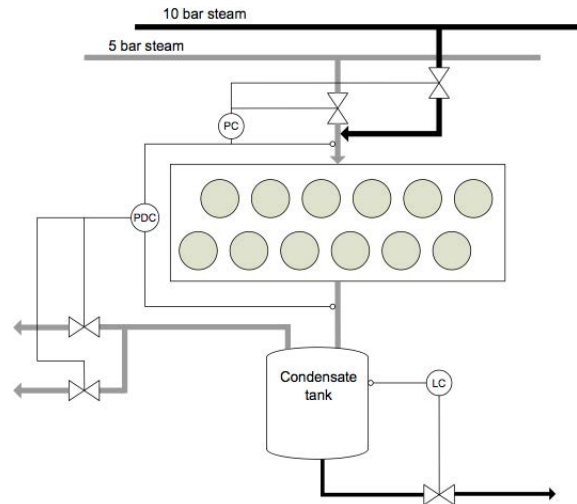 10 bar steam
5 bar steam
PC
PDC
Condensate
tank
LC